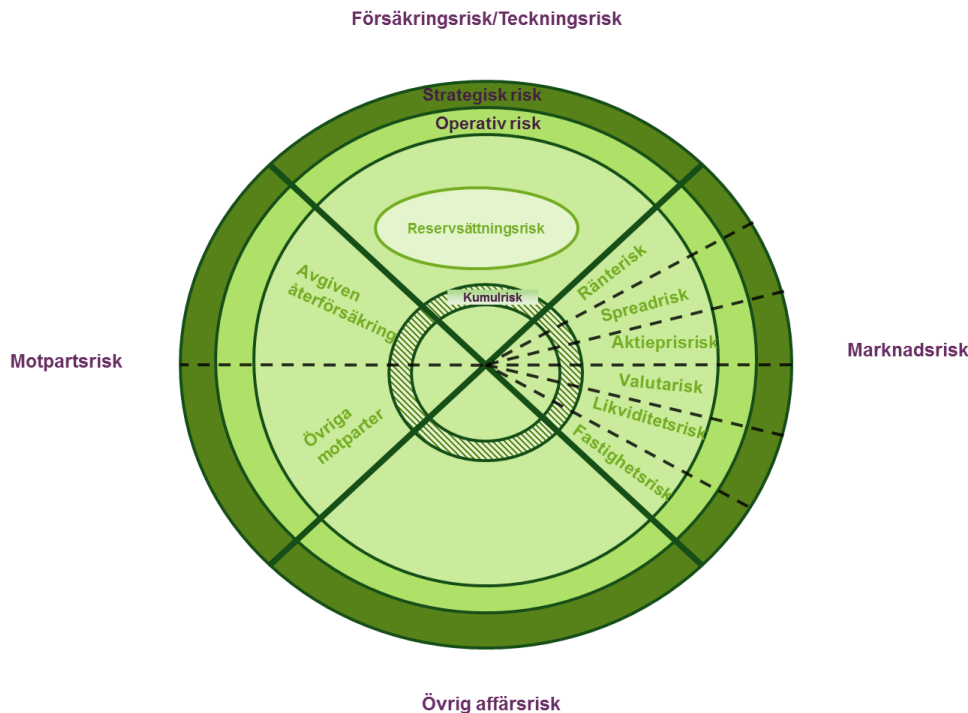 Försäkringsrisk/Teckningsrisk
Strategisk risk
Operativ risk
Reservsättningsrisk
Avgiven
återförsäkring
Kumulrisk
Ränterisk
Spreadrisk
Aktieprisrisk
Motpartsrisk
Marknadsrisk
Valutarisk
Likviditetsrisk
Fastighetsrisk
Övriga
motparter
Övrig affärsrisk